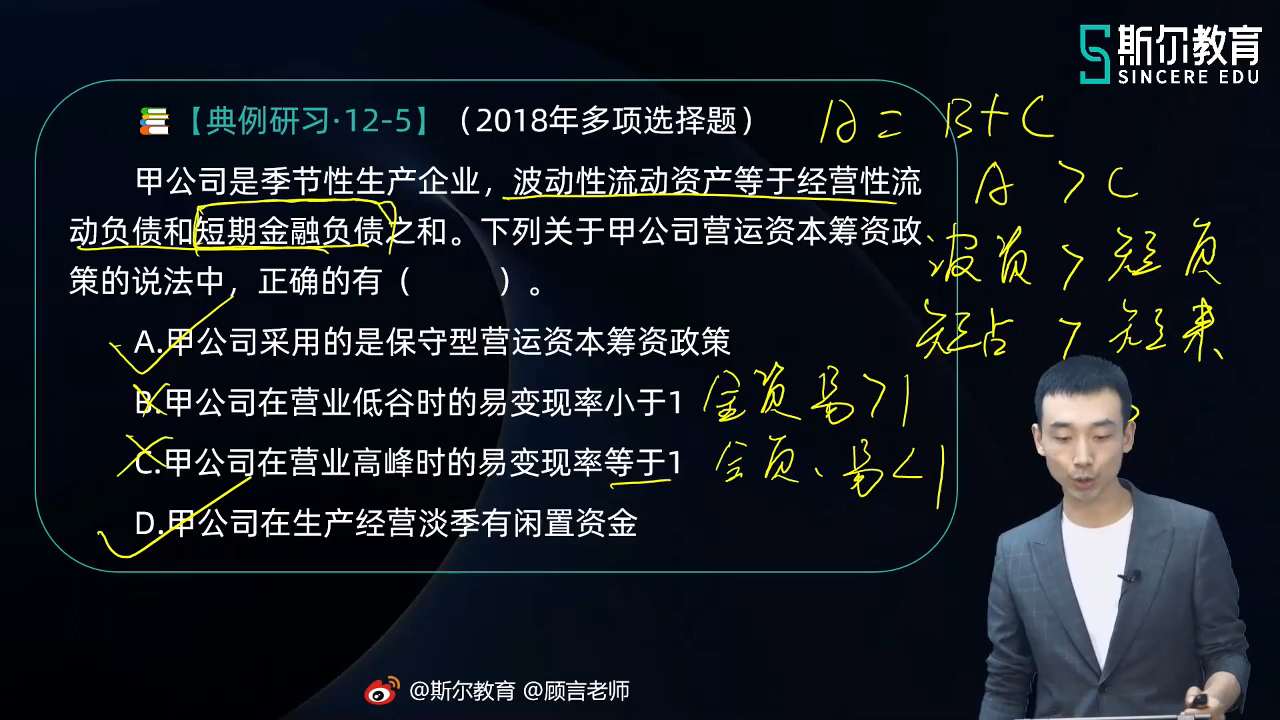 斯尔教育
SINCERE EDU
【典例研习·12-5】（2018年多项选择题）
A = B+C
甲公司是季节性生产企业，波动性流动资产等于经营性流
A > C
动负债和短期金融负债之和。下列关于甲公司营运资本筹资政
波资 > 短负
策的说法中，正确的有（ ）。
短占 > 短来
A.甲公司采用的是保守型营运资本筹资政策
B.甲公司在营业低谷时的易变现率小于1
金资 易>1
C.甲公司在营业高峰时的易变现率等于1
金负、易<1
D.甲公司在生产经营淡季有闲置资金
@斯尔教育 @顾言老师